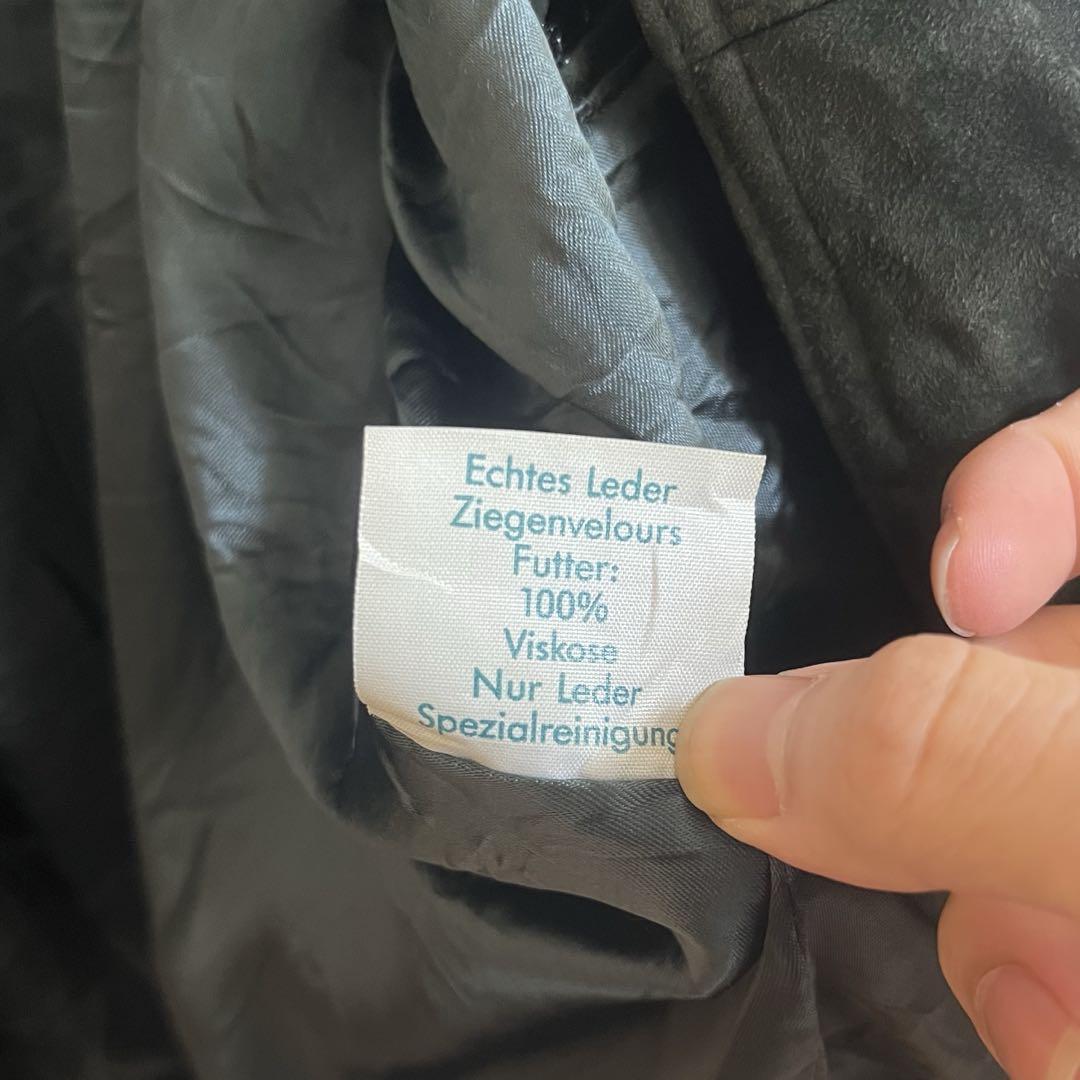 Echtes Leder
Ziegenvelours
Futter:
100%
Viskose
Nur Leder
Spezialreinigung